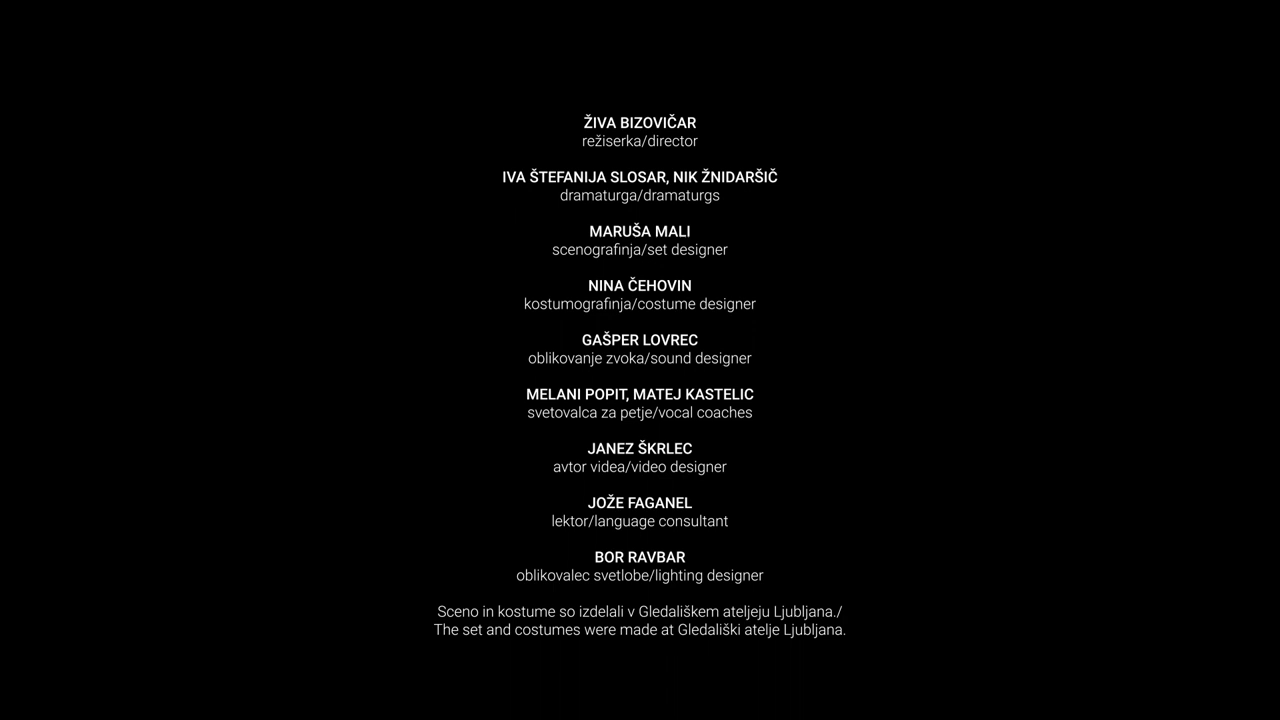 ŽIVA BIZOVIČAR
režiserka/director
IVA ŠTEFANIJA SLOSAR, NIK ŽNIDARŠIČ
dramaturga/dramaturgs
MARUŠA MALI
scenografinja/set designer
NINA ČEHOVIN
kostumografinja/costume designer
GAŠPER LOVREC
oblikovanje zvoka/sound designer
MELANI POPIT, MATEJ KASTELIC
svetovalca za petje/vocal coaches
JANEZ ŠKRLEC
avtor videa/video designer
JOŽE FAGANEL
lektor/language consultant
BOR RAVBAR
oblikovalec svetlobe/lighting designer
Sceno in kostume so izdelali v Gledališkem ateljeju Ljubljana./
The set and costumes were made at Gledališki atelje Ljubljana.